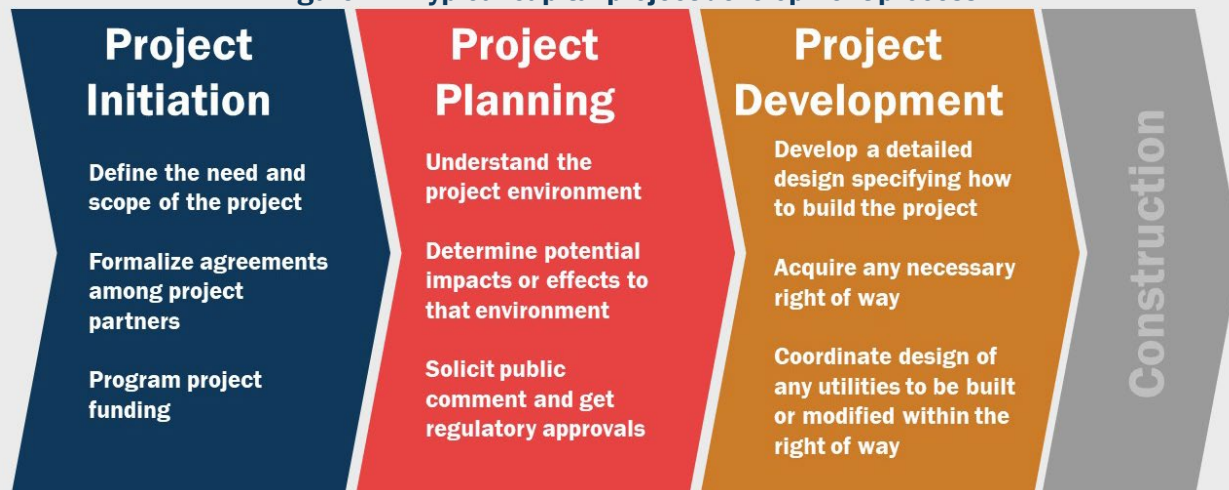 Project
Initiation
Define the need and
scope of the project
Formalize agreements
among project
partners
Program project
funding
Project
Planning
Understand the
project environment
Determine potential
impacts or effects to
that environment
Solicit public
comment and get
regulatory approvals
Project
Development
Develop a detailed
design specifying how
to build the project
Acquire any necessary
right of way
Coordinate design of
any utilities to be built
or modified within the
right of way
Construction